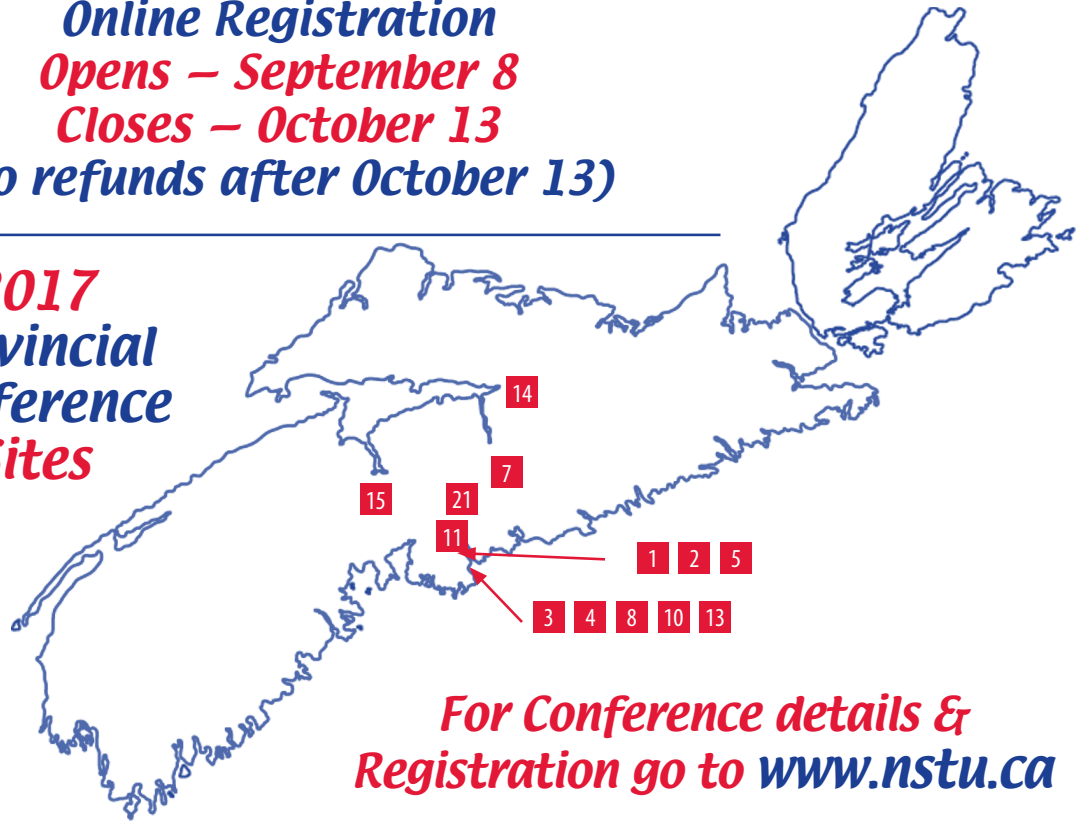 Online Registration
Opens – September 8
Closes – October 13
o refunds after October 13)
2017
vincial
ference
ites
14
7
15
21
11
1 2 5
3 4 8 10 13
For Conference details &
Registration go to www.nstu.ca